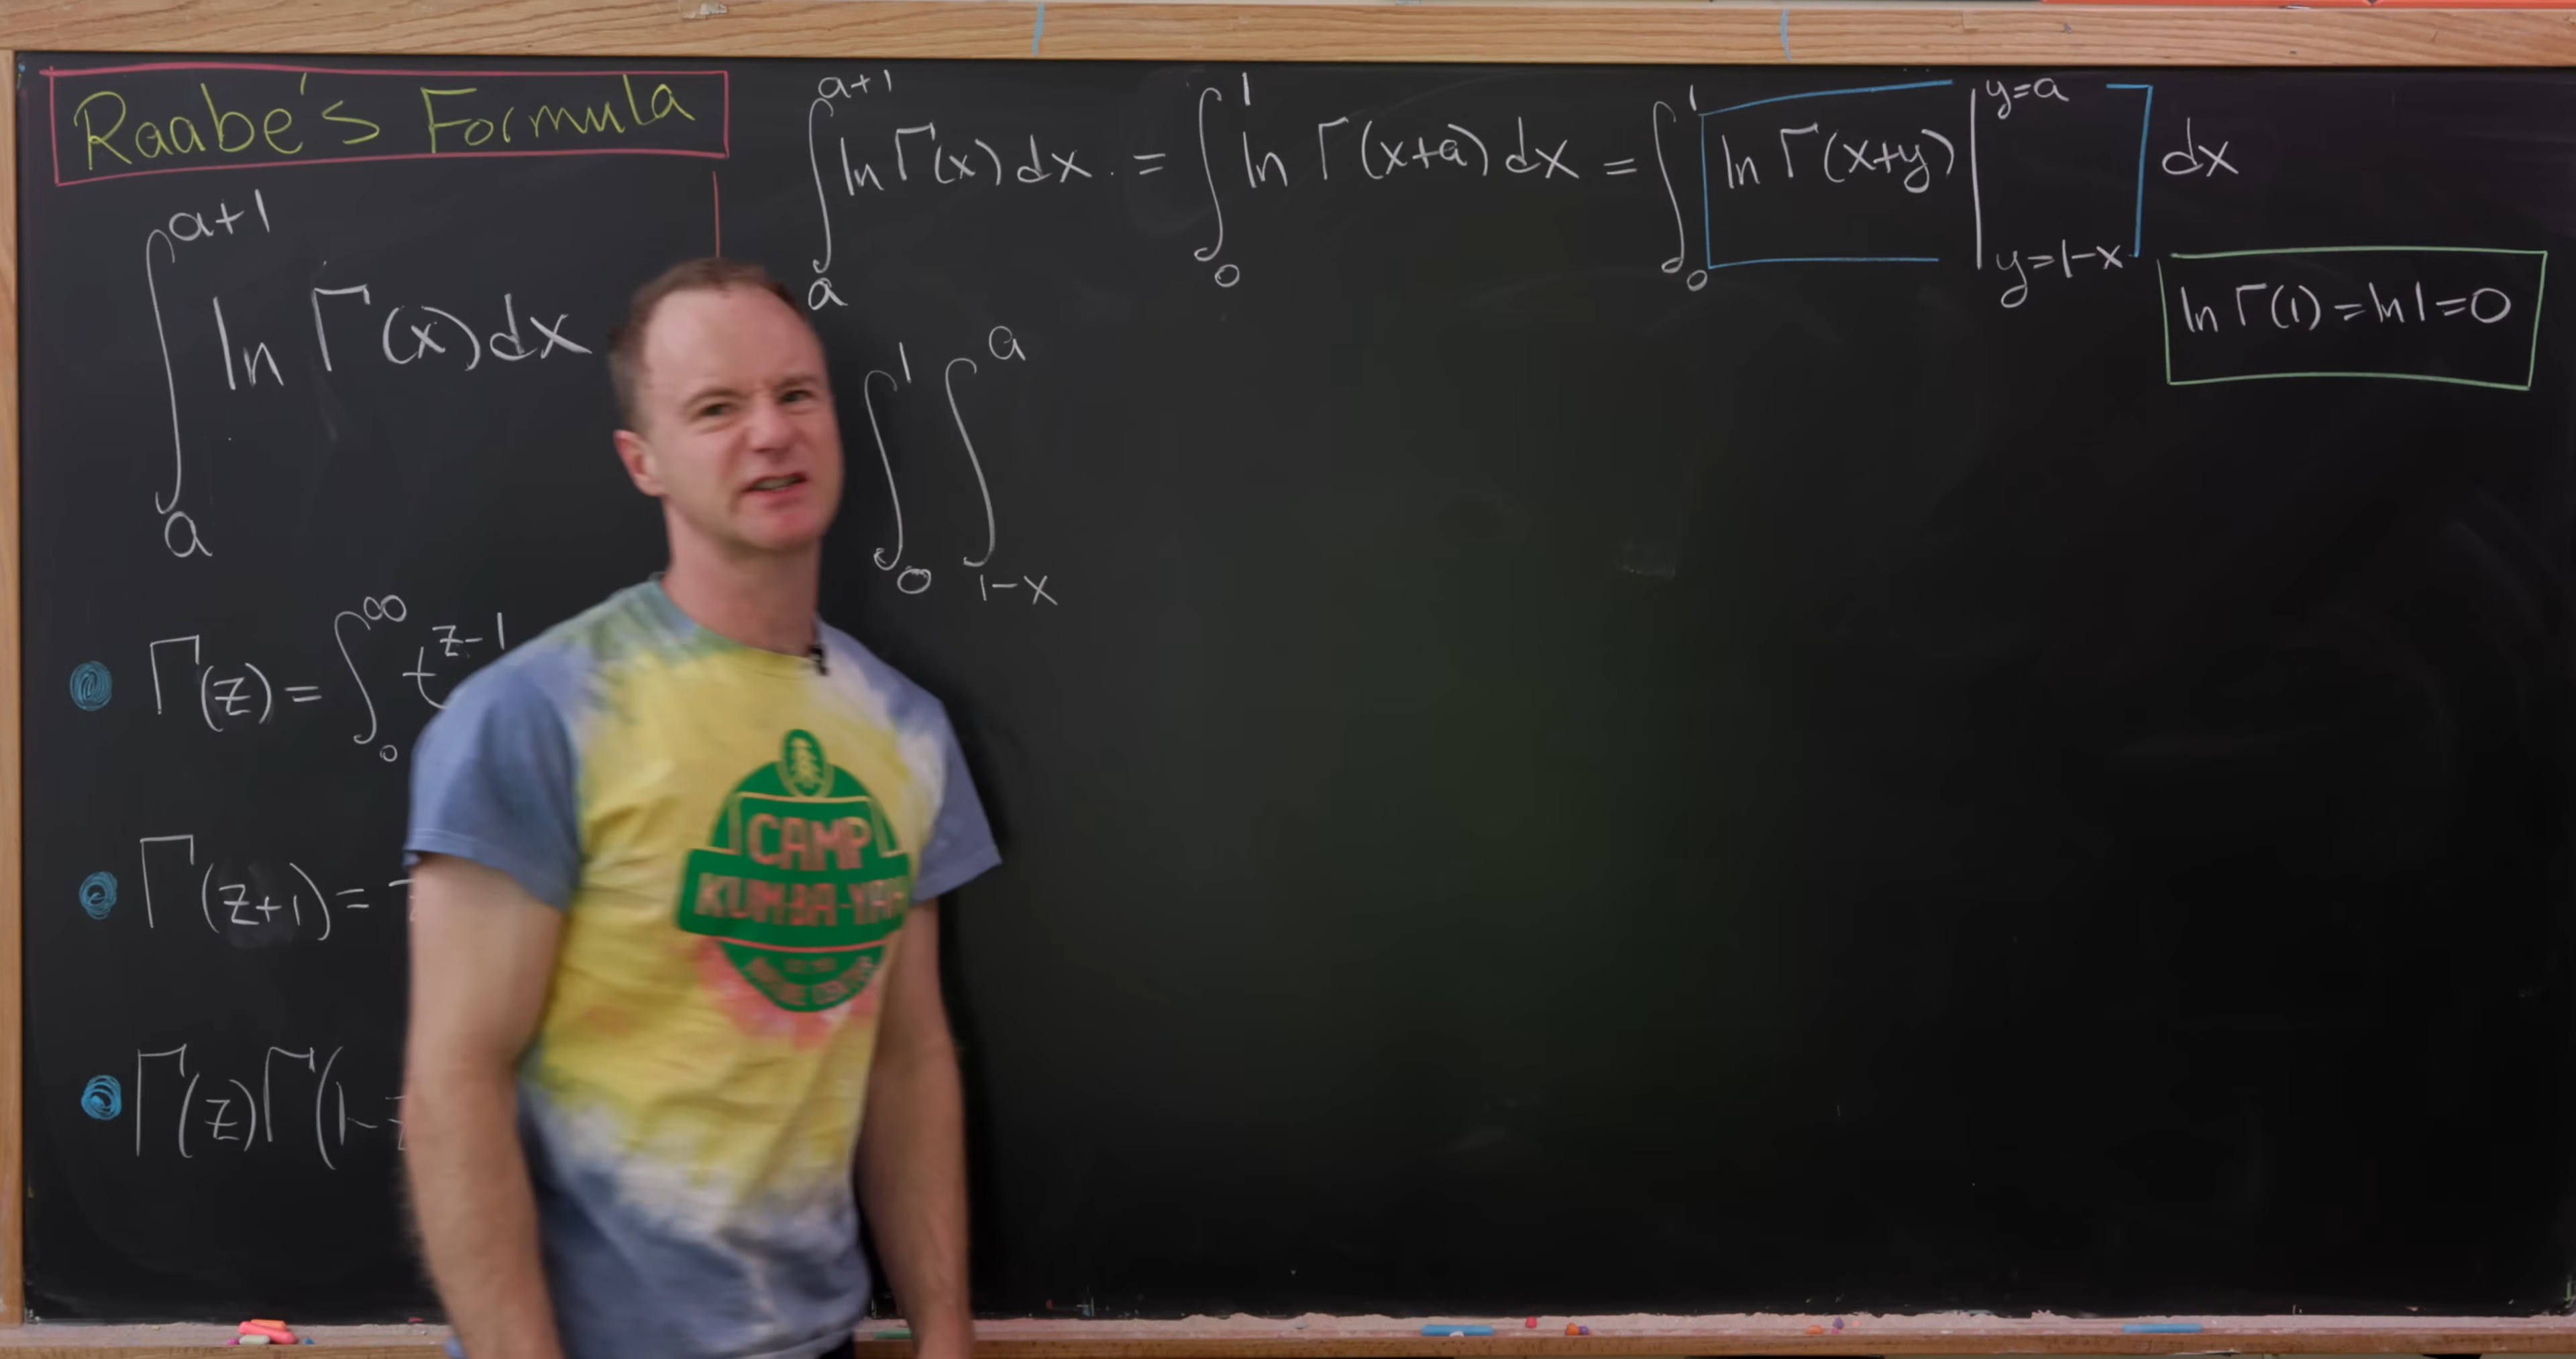 Raabe's Formula
∫_a^{a+1} ln Γ(x) dx
Γ(z) = ∫_0^∞ t^{z-1}
Γ(z+1) =
Γ(z)Γ(1-
∫_a^{a+1} ln Γ(x) dx = ∫_0^1 ln Γ(x+a) dx = ∫_0^1 [ln Γ(x+y) |_{y=1-x}^{y=a}] dx
ln Γ(1) = ln 1 = 0
∫_0^1 ∫_{1-x}^a
CAMP
KUMBA-YAH